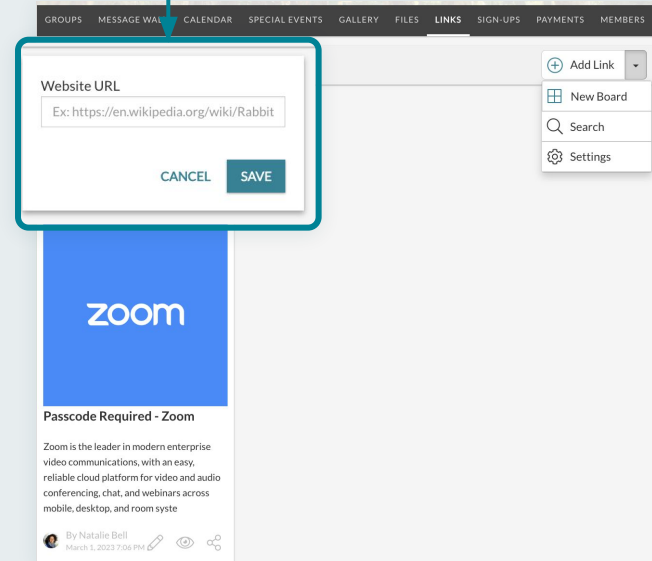 GROUPS MESSAGE WALL CALENDAR SPECIAL EVENTS GALLERY FILES LINKS SIGN-UPS PAYMENTS MEMBERS
Website URL
Ex: https://en.wikipedia.org/wiki/Rabbit
CANCEL SAVE
Add Link
New Board
Search
Settings
zoom
Passcode Required - Zoom
Zoom is the leader in modern enterprise
video communications, with an easy,
reliable cloud platform for video and audio
conferencing, chat, and webinars across
mobile, desktop, and room syste
By Natalie Bell
March 1, 2023 7:06 PM